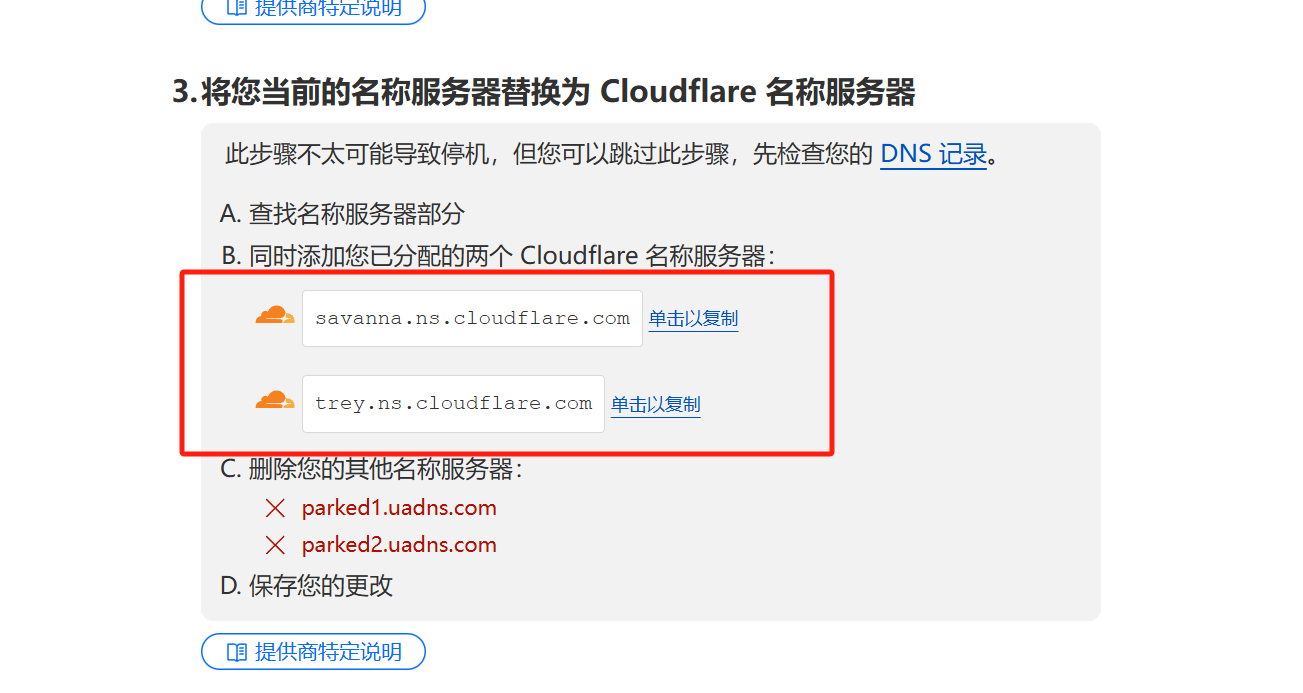 提供商特定说明
3.将您当前的名称服务器替换为 Cloudflare 名称服务器
此步骤不太可能导致停机，但您可以跳过此步骤，先检查您的 DNS 记录。
A. 查找名称服务器部分
B. 同时添加您已分配的两个 Cloudflare 名称服务器：
savanna.ns.cloudflare.com 单击以复制
trey.ns.cloudflare.com 单击以复制
C. 删除您的其他名称服务器：
parked1.uadns.com
parked2.uadns.com
D. 保存您的更改
提供商特定说明